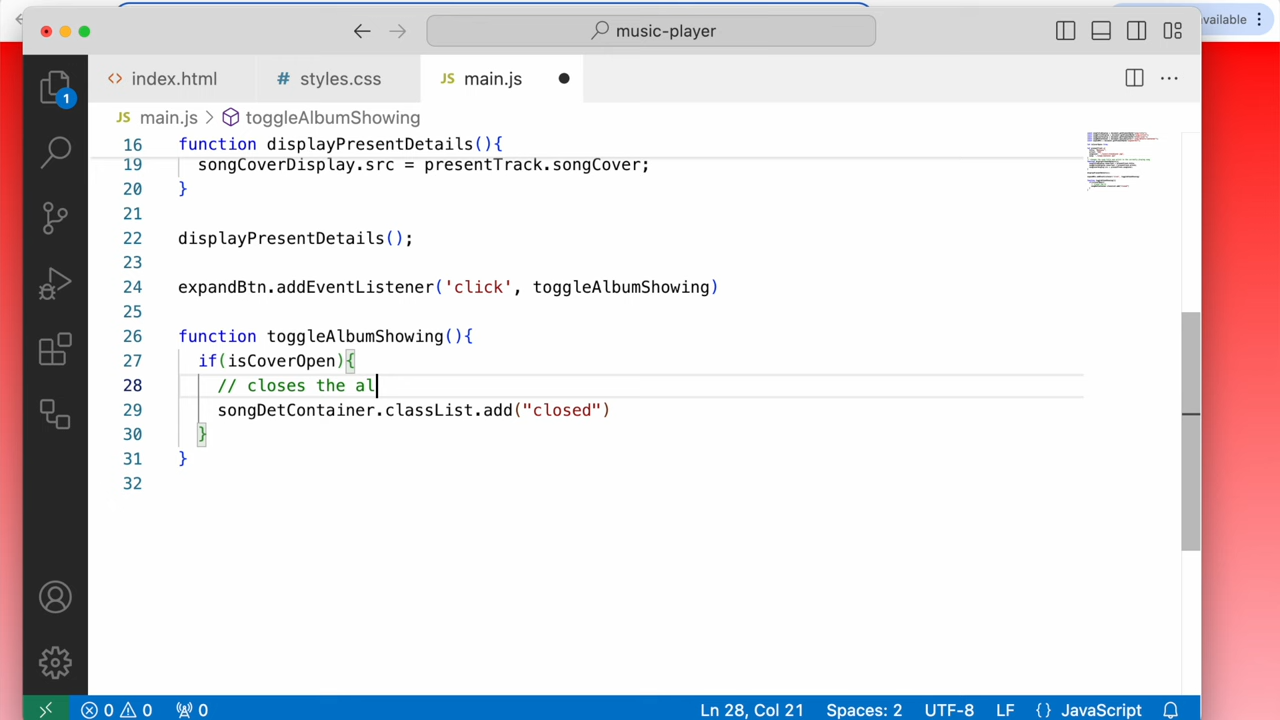 vailable
music-player
<> index.html
# styles.css
JS main.js
JS main.js > toggleAlbumShowing
1
16 function displayPresentDetails(){
19 songCoverDisplay.src = presentTrack.songCover;
20 }
21
22 displayPresentDetails();
23
24 expandBtn.addEventListener('click', toggleAlbumShowing)
25
26 function toggleAlbumShowing(){
27 if(isCoverOpen){
28 // closes the al
29 songDetContainer.classList.add("closed")
30 }
31 }
32
0 0 0 Ln 28, Col 21 Spaces: 2 UTF-8 LF {} JavaScript